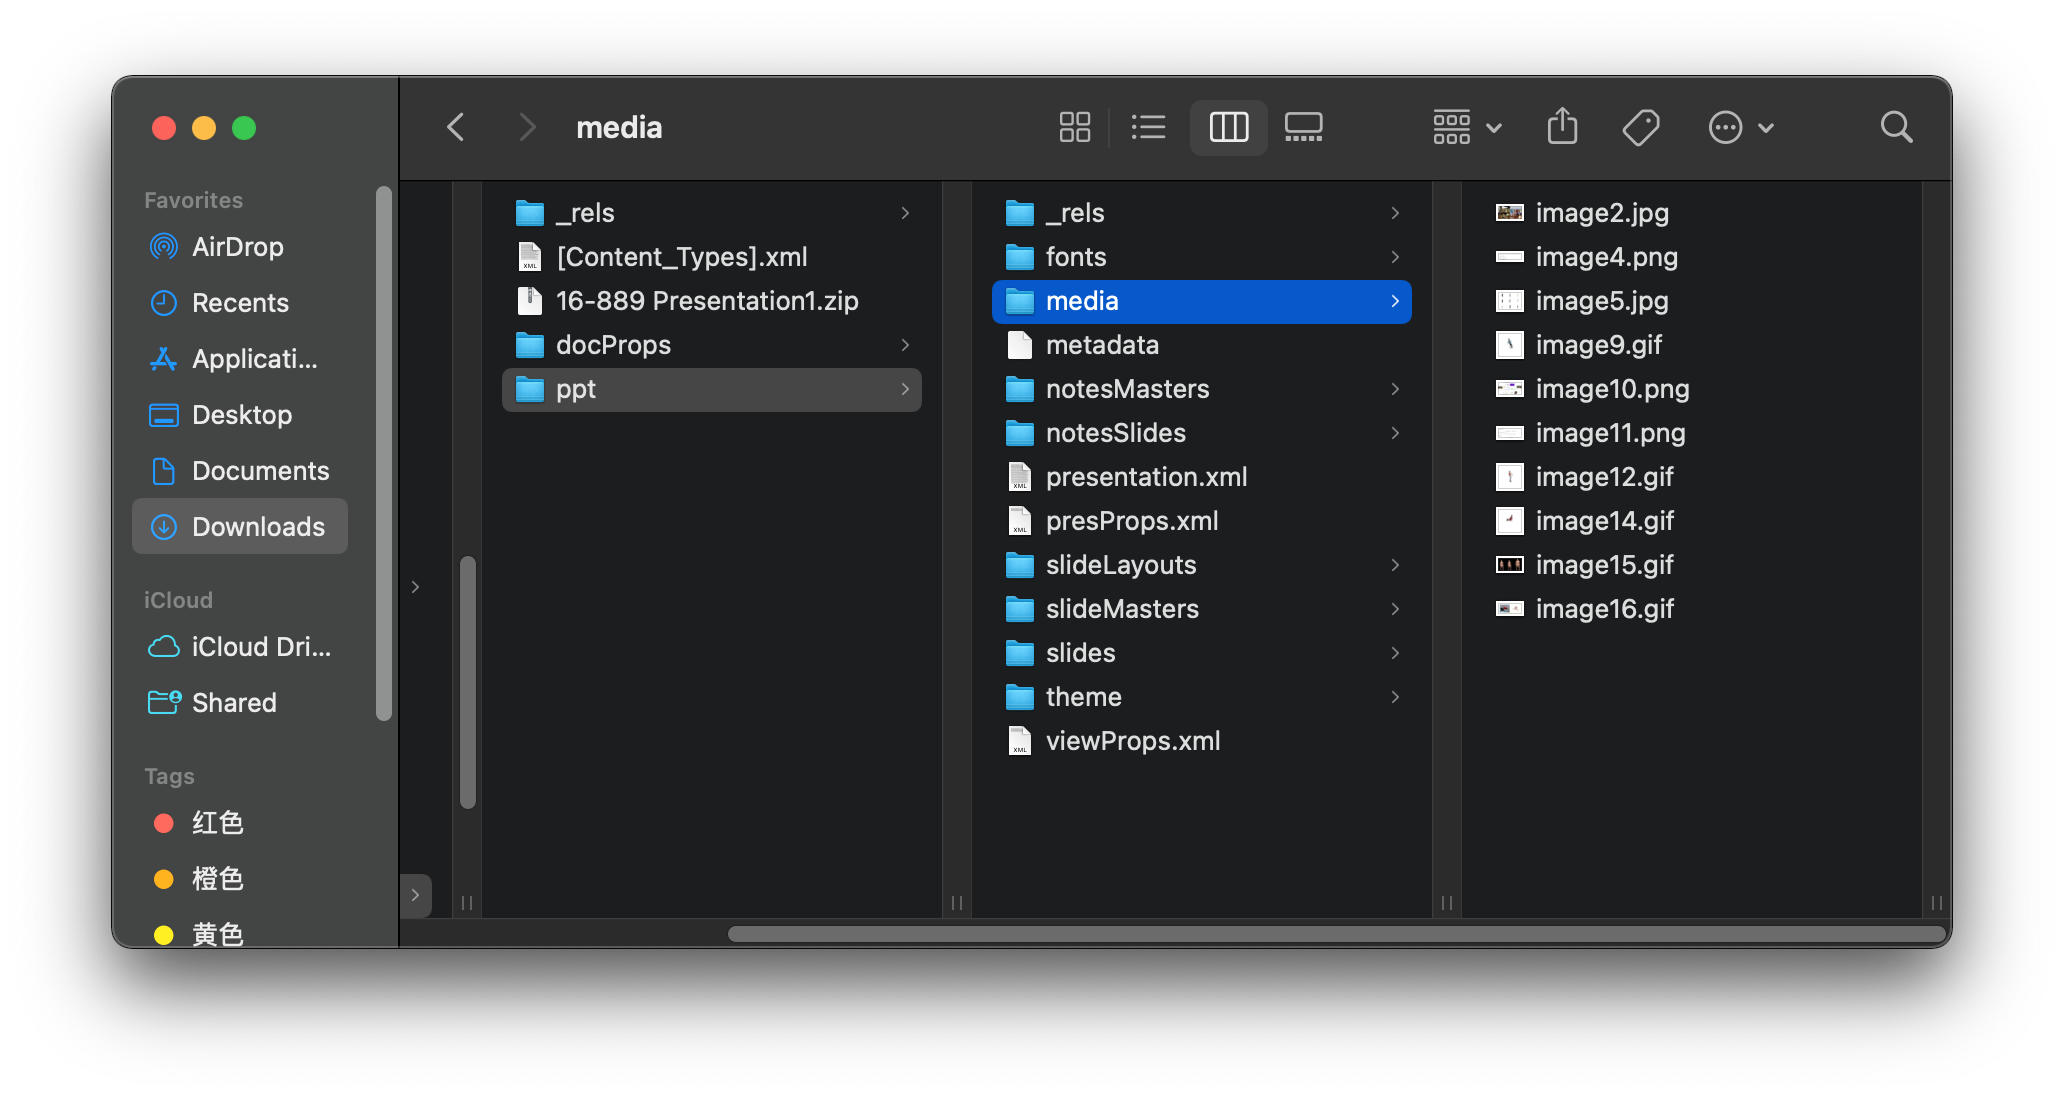 media
Favorites
AirDrop
Recents
Applicati...
Desktop
Documents
Downloads
iCloud
iCloud Dri...
Shared
Tags
红色
橙色
黄色
_rels
[Content_Types].xml
16-889 Presentation1.zip
docProps
ppt
_rels
fonts
media
metadata
notesMasters
notesSlides
presentation.xml
presProps.xml
slideLayouts
slideMasters
slides
theme
viewProps.xml
image2.jpg
image4.png
image5.jpg
image9.gif
image10.png
image11.png
image12.gif
image14.gif
image15.gif
image16.gif